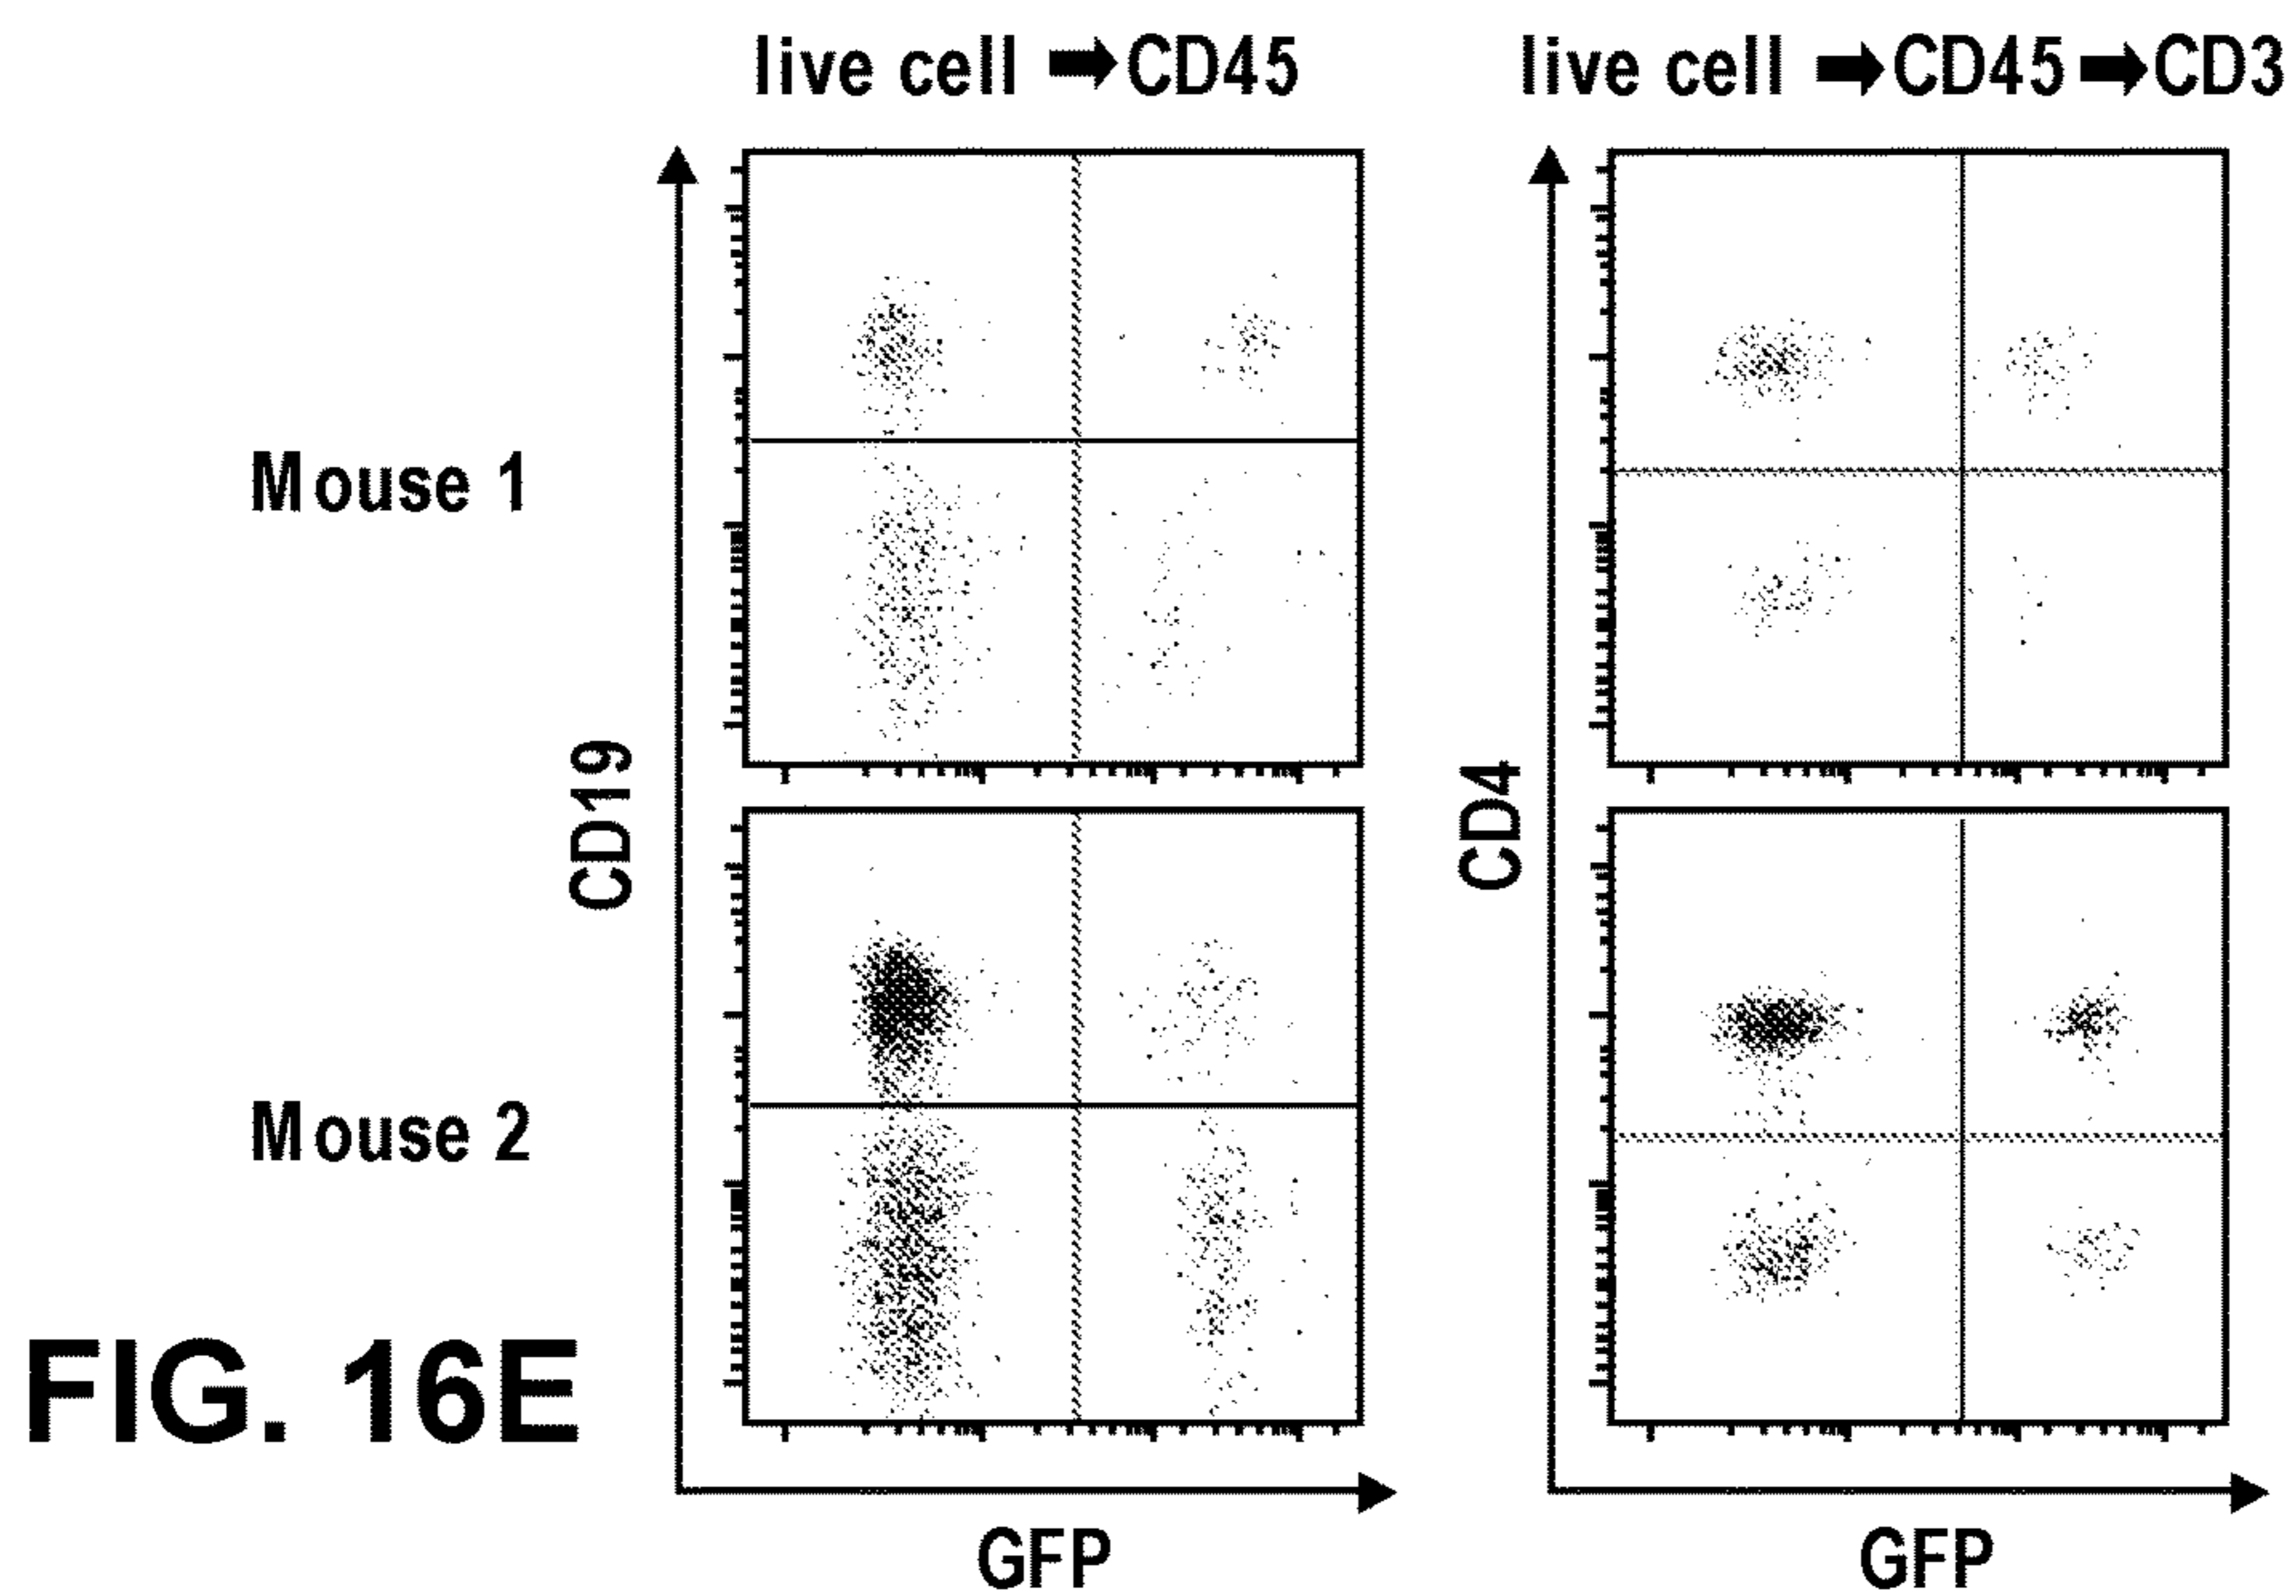 live cell ➡CD45
live cell ➡CD45➡CD3
Mouse 1
CD19
CD4
Mouse 2
FIG. 16E
GFP
GFP